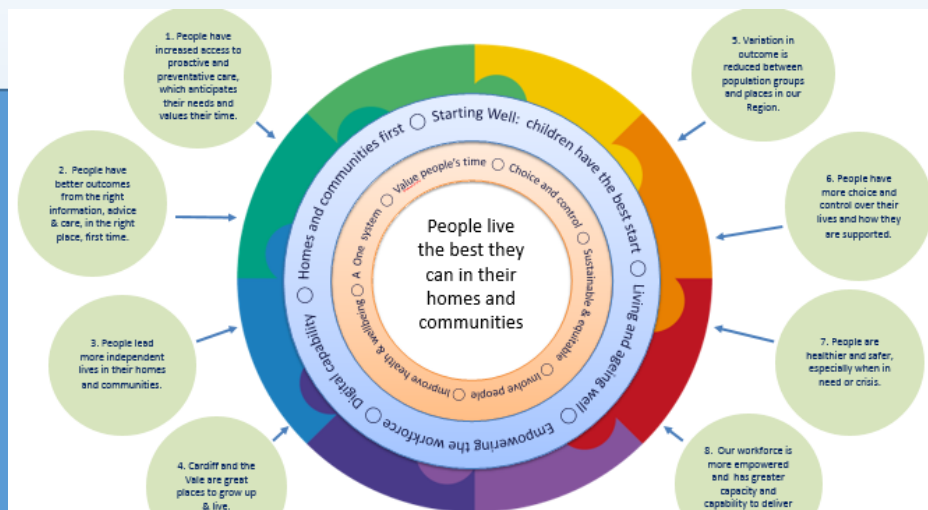 1. People have
increased access to
proactive and
preventative care,
which anticipates
their needs and
values their time.
2. People have
better outcomes
from the right
information, advice
& care, in the right
place, first time.
3. People lead
more independent
lives in their homes
and communities.
4. Cardiff and the
Vale are great
places to grow up
& live.
Homes and communities first
Starting Well: children have the best start
Living and ageing well
Empowering the workforce
Digital capability
A One system
Value people's time
Choice and control
Sustainable & equitable
Involve people
Improve health & wellbeing
People live
the best they
can in their
homes and
communities
5. Variation in
outcome is
reduced between
population groups
and places in our
Region.
6. People have
more choice and
control over their
lives and how they
are supported.
7. People are
healthier and safer,
especially when in
need or crisis.
8. Our workforce is
more empowered
and has greater
capacity and
capability to deliver